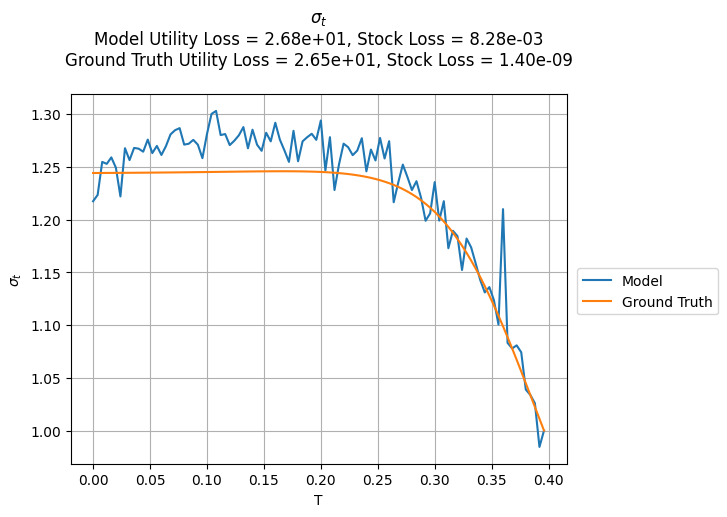 σₜ
Model Utility Loss = 2.68e+01, Stock Loss = 8.28e-03
Ground Truth Utility Loss = 2.65e+01, Stock Loss = 1.40e-09
1.30
1.25
1.20
1.15
1.10
1.05
1.00
σₜ
0.00 0.05 0.10 0.15 0.20 0.25 0.30 0.35 0.40
T
Model
Ground Truth